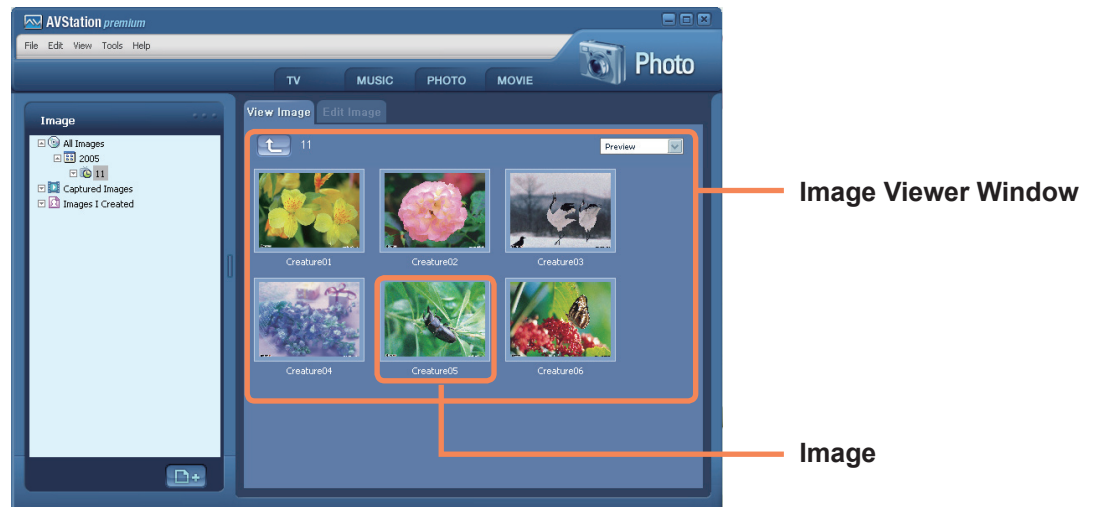 AVStation premium
File Edit View Tools Help
Photo
TV MUSIC PHOTO MOVIE
Image
All Images
2005
11
Captured Images
Images I Created
View Image Edit Image
11 Preview
Creature01 Creature02 Creature03
Creature04 Creature05 Creature06
Image Viewer Window
Image